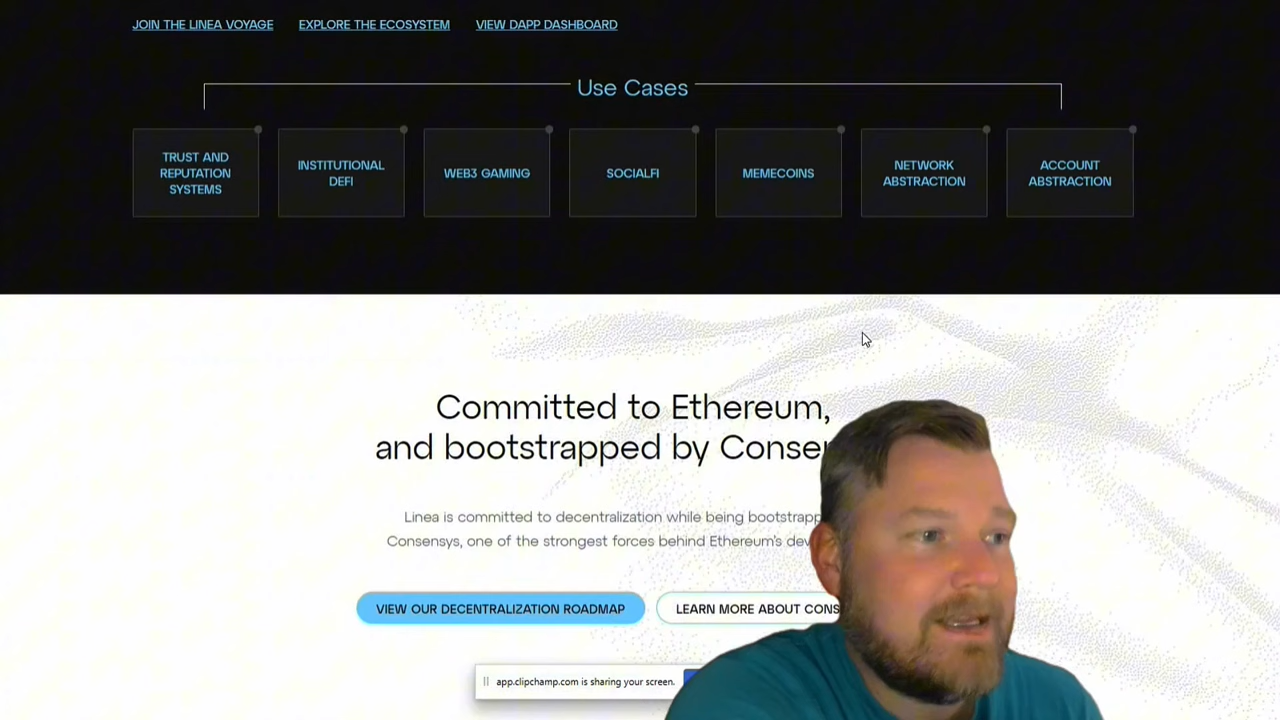 JOIN THE LINEA VOYAGE EXPLORE THE ECOSYSTEM VIEW DAPP DASHBOARD
Use Cases
TRUST AND
REPUTATION
SYSTEMS
INSTITUTIONAL
DEFI
WEB3 GAMING
SOCIALFI
MEMECOINS
NETWORK
ABSTRACTION
ACCOUNT
ABSTRACTION
Committed to Ethereum,
and bootstrapped by
Linea is committed to decentralization while being
Consensys, one of the strongest forces behind Ethereum's
VIEW OUR DECENTRALIZATION ROADMAP
LEARN MORE ABOUT
app.clipchamp.com is sharing your screen.